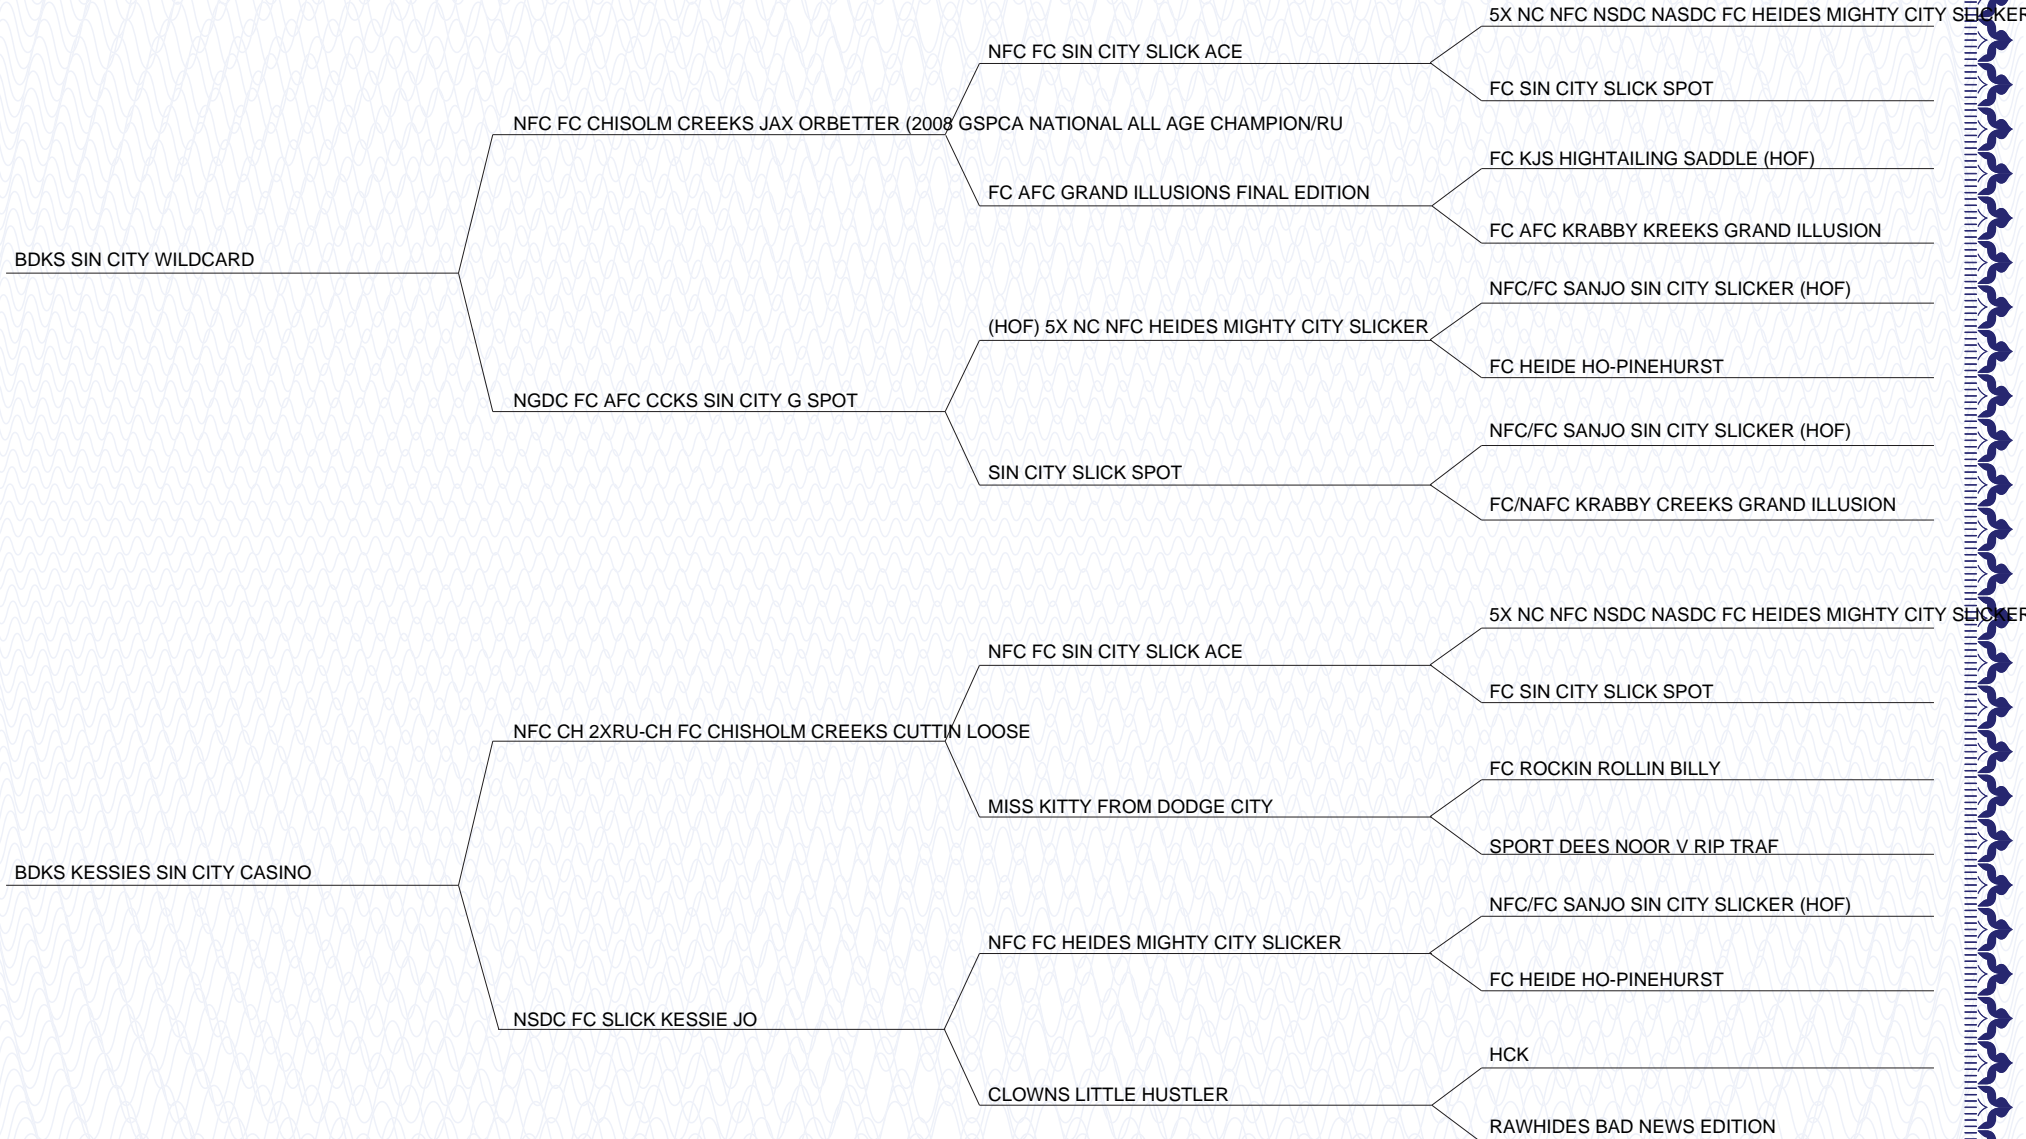 5X NC NFC NSDC NASDC FC HEIDES MIGHTY CITY SLICKER
NFC FC SIN CITY SLICK ACE
FC SIN CITY SLICK SPOT
NFC FC CHISOLM CREEKS JAX ORBETTER (2008 GSPCA NATIONAL ALL AGE CHAMPION/RU
FC KJS HIGHTAILING SADDLE (HOF)
FC AFC GRAND ILLUSIONS FINAL EDITION
FC AFC KRABBY KREEKS GRAND ILLUSION
BDKS SIN CITY WILDCARD
NFC/FC SANJO SIN CITY SLICKER (HOF)
(HOF) 5X NC NFC HEIDES MIGHTY CITY SLICKER
FC HEIDE HO-PINEHURST
NGDC FC AFC CCKS SIN CITY G SPOT
NFC/FC SANJO SIN CITY SLICKER (HOF)
SIN CITY SLICK SPOT
FC/NAFC KRABBY CREEKS GRAND ILLUSION
5X NC NFC NSDC NASDC FC HEIDES MIGHTY CITY SLICKER
NFC FC SIN CITY SLICK ACE
FC SIN CITY SLICK SPOT
NFC CH 2XRU-CH FC CHISHOLM CREEKS CUTTIN LOOSE
FC ROCKIN ROLLIN BILLY
MISS KITTY FROM DODGE CITY
SPORT DEES NOOR V RIP TRAF
BDKS KESSIES SIN CITY CASINO
NFC/FC SANJO SIN CITY SLICKER (HOF)
NFC FC HEIDES MIGHTY CITY SLICKER
FC HEIDE HO-PINEHURST
NSDC FC SLICK KESSIE JO
HCK
CLOWNS LITTLE HUSTLER
RAWHIDES BAD NEWS EDITION